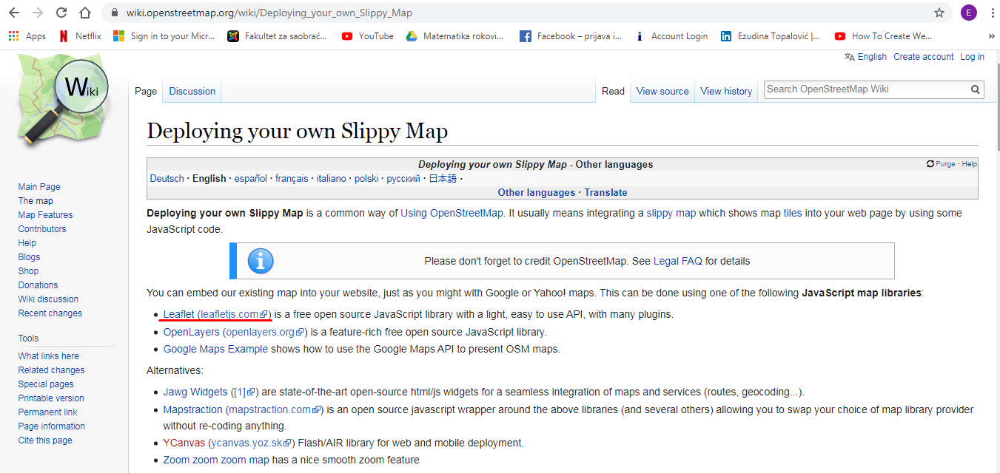 wiki.openstreetmap.org/wiki/Deploying_your_own_Slippy_Map
E
Apps Netflix Sign in to your Micr... Fakultet za saobrać... YouTube Matematika rokovi... Facebook – prijava i... Account Login Ezudina Topalović |... How To Create We... »
English Create account Log in
Wiki
Page Discussion Read View source View history Search OpenStreetMap Wiki
Deploying your own Slippy Map
Deploying your own Slippy Map - Other languages Purge · Help
Deutsch · English · español · français · italiano · polski · русский · 日本語 ·
Other languages · Translate
Deploying your own Slippy Map is a common way of Using OpenStreetMap. It usually means integrating a slippy map which shows map tiles into your web page by using some
JavaScript code.
Please don't forget to credit OpenStreetMap. See Legal FAQ for details
You can embed our existing map into your website, just as you might with Google or Yahoo! maps. This can be done using one of the following JavaScript map libraries:
• Leaflet (leafletjs.com) is a free open source JavaScript library with a light, easy to use API, with many plugins.
• OpenLayers (openlayers.org) is a feature-rich free open source JavaScript library.
• Google Maps Example shows how to use the Google Maps API to present OSM maps.
Alternatives:
• Jawg Widgets ([1]) are state-of-the-art open-source html/js widgets for a seamless integration of maps and services (routes, geocoding...).
• Mapstraction (mapstraction.com) is an open source javascript wrapper around the above libraries (and several others) allowing you to swap your choice of map library provider
without re-coding anything.
• YCanvas (ycanvas.yoz.sk) Flash/AIR library for web and mobile deployment.
• Zoom zoom zoom map has a nice smooth zoom feature
Main Page
The map
Map Features
Contributors
Help
Blogs
Shop
Donations
Wiki discussion
Recent changes
Tools
What links here
Related changes
Special pages
Printable version
Permanent link
Page information
Cite this page